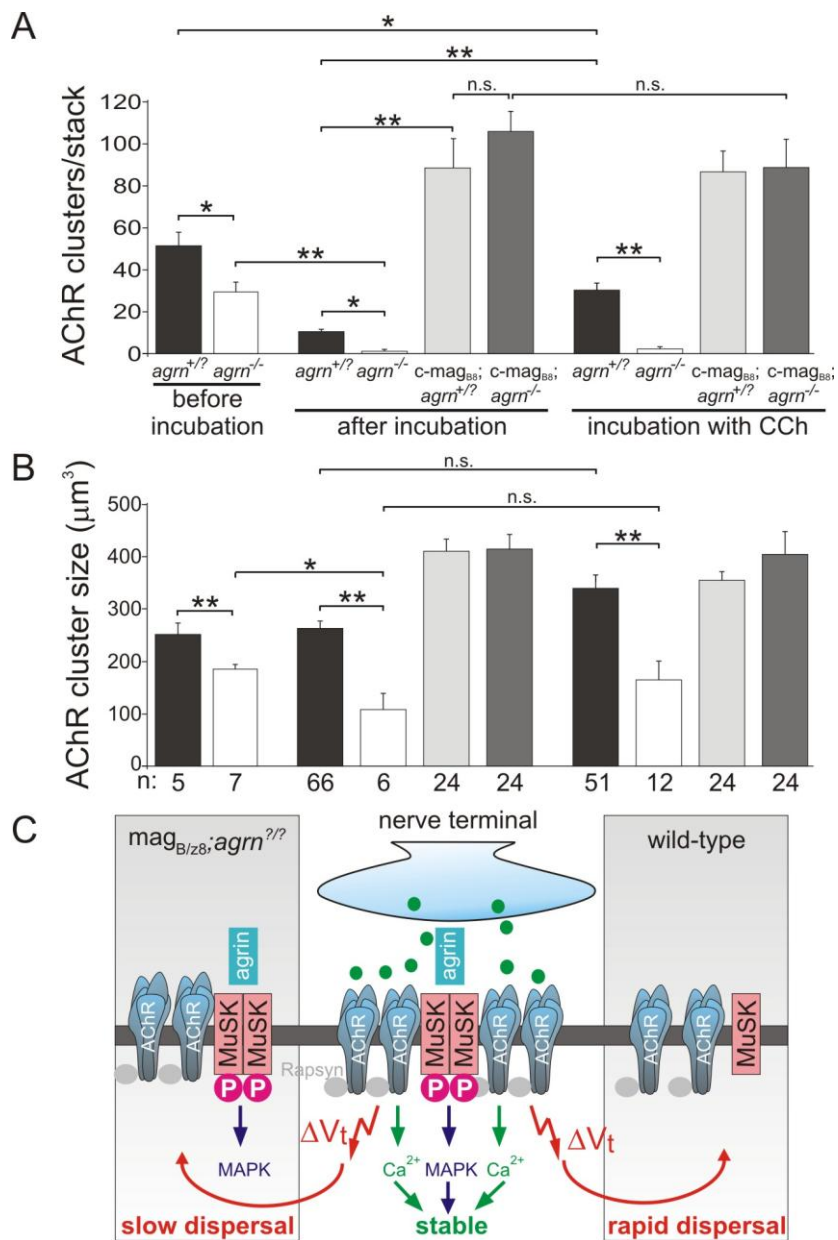 A
*
**
n.s.
n.s.
**
*
**
*
**
AChR clusters/stack
120
100
80
60
40
20
0
agrn+/? agrn-/- agrn+/? agrn-/- c-magB8; agrn+/? c-magB8; agrn-/- agrn+/? agrn-/- c-magB8; agrn+/? c-magB8; agrn-/-
before incubation
after incubation
incubation with CCh
B
n.s.
n.s.
*
**
**
**
AChR cluster size (μm³)
500
400
300
200
100
0
n: 5 7 66 6 24 24 51 12 24 24
C
magB/z8;agrn?/?
nerve terminal
wild-type
agrin
agrin
AChR AChR MuSK MuSK AChR AChR MuSK MuSK AChR AChR AChR AChR MuSK
Rapsyn
P P P P
ΔVt ΔVt
MAPK Ca2+ MAPK Ca2+
slow dispersal stable rapid dispersal